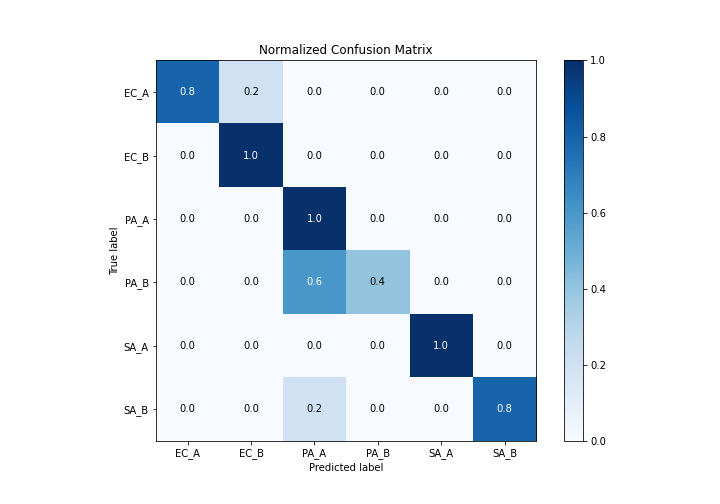 Normalized Confusion Matrix
True label
EC_A 0.8 0.2 0.0 0.0 0.0 0.0
EC_B 0.0 1.0 0.0 0.0 0.0 0.0
PA_A 0.0 0.0 1.0 0.0 0.0 0.0
PA_B 0.0 0.0 0.6 0.4 0.0 0.0
SA_A 0.0 0.0 0.0 0.0 1.0 0.0
SA_B 0.0 0.0 0.2 0.0 0.0 0.8
EC_A EC_B PA_A PA_B SA_A SA_B
Predicted label
1.0
0.8
0.6
0.4
0.2
0.0